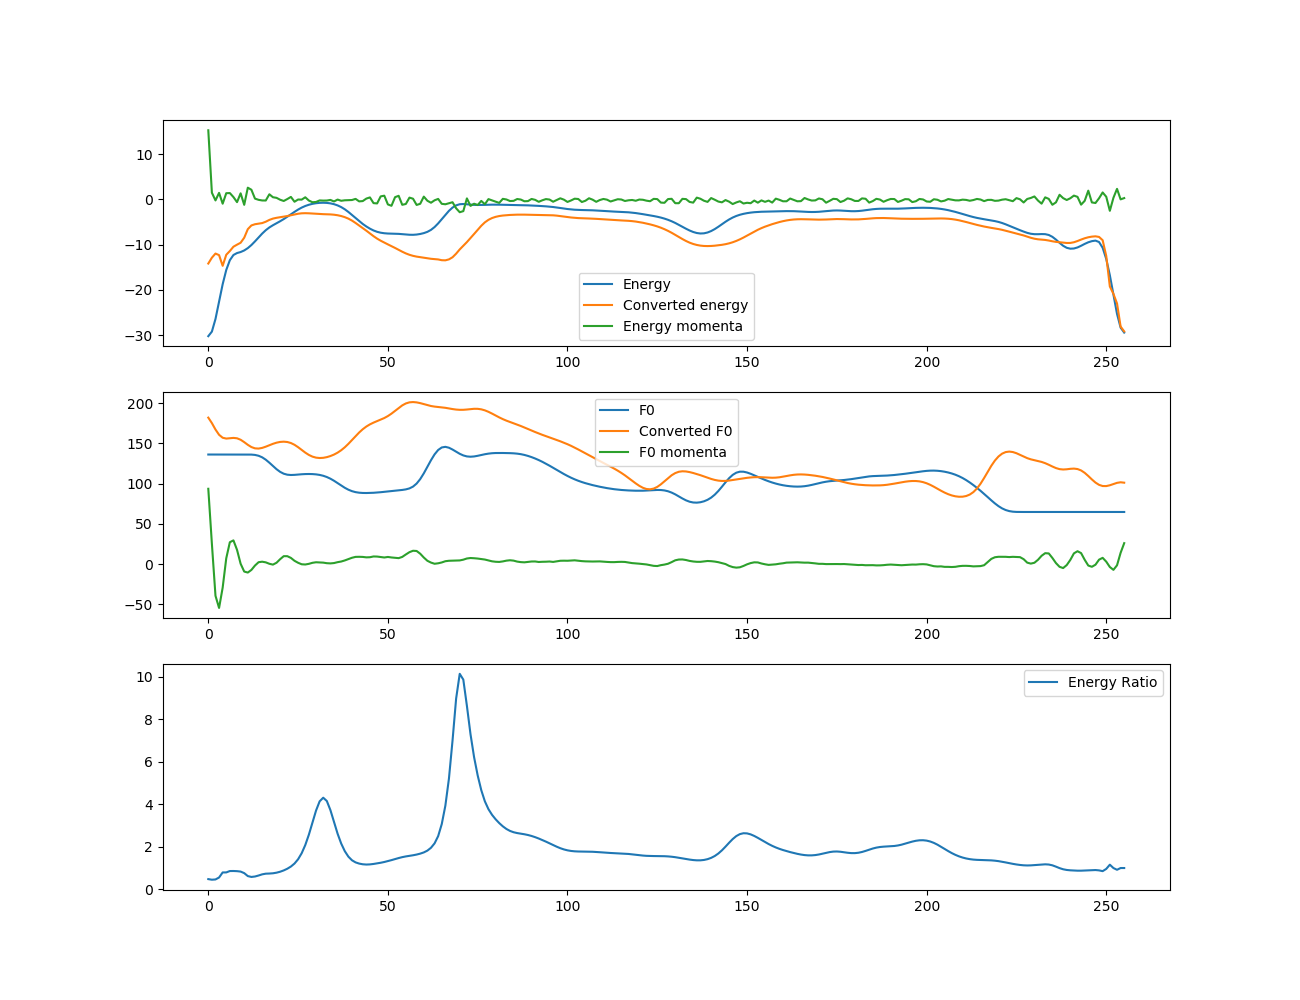 10
0
−10
−20
−30
Energy
Converted energy
Energy momenta
0 50 100 150 200 250
200
150
100
50
0
−50
F0
Converted F0
F0 momenta
0 50 100 150 200 250
10
8
6
4
2
0
Energy Ratio
0 50 100 150 200 250